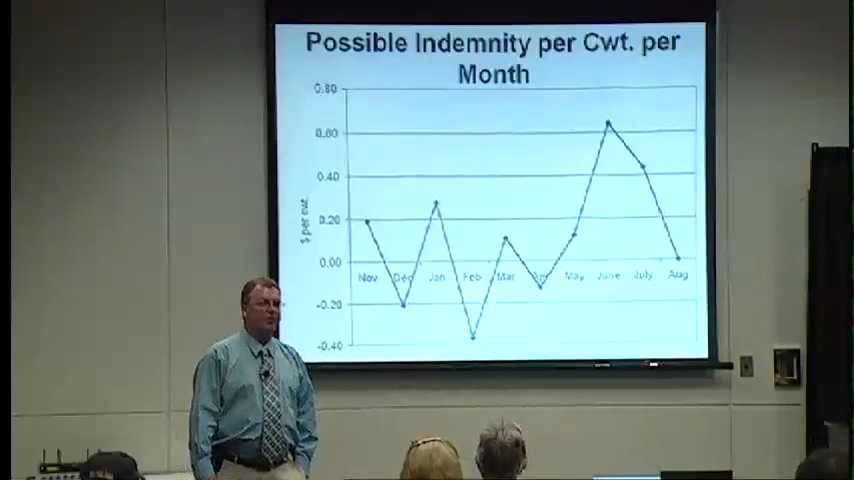 Possible Indemnity per Cwt. per
Month
0.80
0.60
0.40
0.20
0.00
-0.20
-0.40
$ per cwt.
Nov Dec Jan Feb Mar Apr May June July Aug